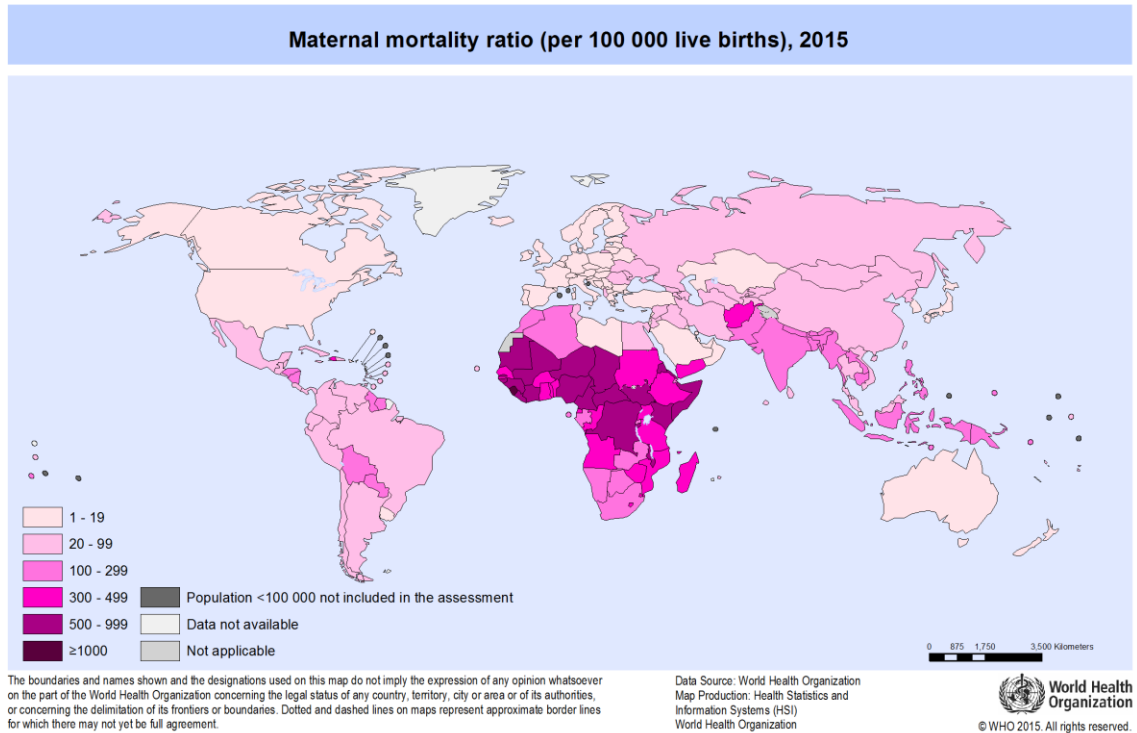 Maternal mortality ratio (per 100 000 live births), 2015
1 - 19
20 - 99
100 - 299
300 - 499
500 - 999
≥1000
Population <100 000 not included in the assessment
Data not available
Not applicable
0 875 1,750 3,500 Kilometers
The boundaries and names shown and the designations used on this map do not imply the expression of any opinion whatsoever
on the part of the World Health Organization concerning the legal status of any country, territory, city or area or of its authorities,
or concerning the delimitation of its frontiers or boundaries. Dotted and dashed lines on maps represent approximate border lines
for which there may not yet be full agreement.
Data Source: World Health Organization
Map Production: Health Statistics and
Information Systems (HSI)
World Health Organization
World Health
Organization
© WHO 2015. All rights reserved.